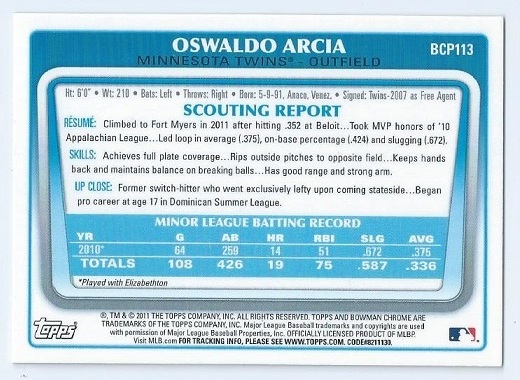 OSWALDO ARCIA
BCP113
MINNESOTA TWINS® - OUTFIELD
Ht: 6'0" • Wt: 210 • Bats: Left • Throws: Right • Born: 5-9-91, Anaco, Venez. • Signed: Twins-2007 as Free Agent
SCOUTING REPORT
RÉSUMÉ: Climbed to Fort Myers in 2011 after hitting .352 at Beloit...Took MVP honors of '10
Appalachian League...Led loop in average (.375), on-base percentage (.424) and slugging (.672).
SKILLS: Achieves full plate coverage...Rips outside pitches to opposite field...Keeps hands
back and maintains balance on breaking balls...Has good range and strong arm.
UP CLOSE: Former switch-hitter who went exclusively lefty upon coming stateside...Began
pro career at age 17 in Dominican Summer League.
MINOR LEAGUE BATTING RECORD
YR G AB HR RBI SLG AVG
2010* 64 259 14 51 .672 .375
TOTALS 108 426 19 75 .587 .336
*Played with Elizabethton
®, TM & © 2011 THE TOPPS COMPANY, INC. ALL RIGHTS RESERVED. TOPPS AND BOWMAN CHROME ARE
TRADEMARKS OF THE TOPPS COMPANY, INC. Major League Baseball trademarks and copyrights are used
with permission of Major League Baseball Properties, Inc. OFFICIALLY LICENSED PRODUCT OF MLBP.
Visit MLB.com FOR TRACKING INFO, PLEASE SEE WWW.TOPPS.COM. CODE#8211130.
topps